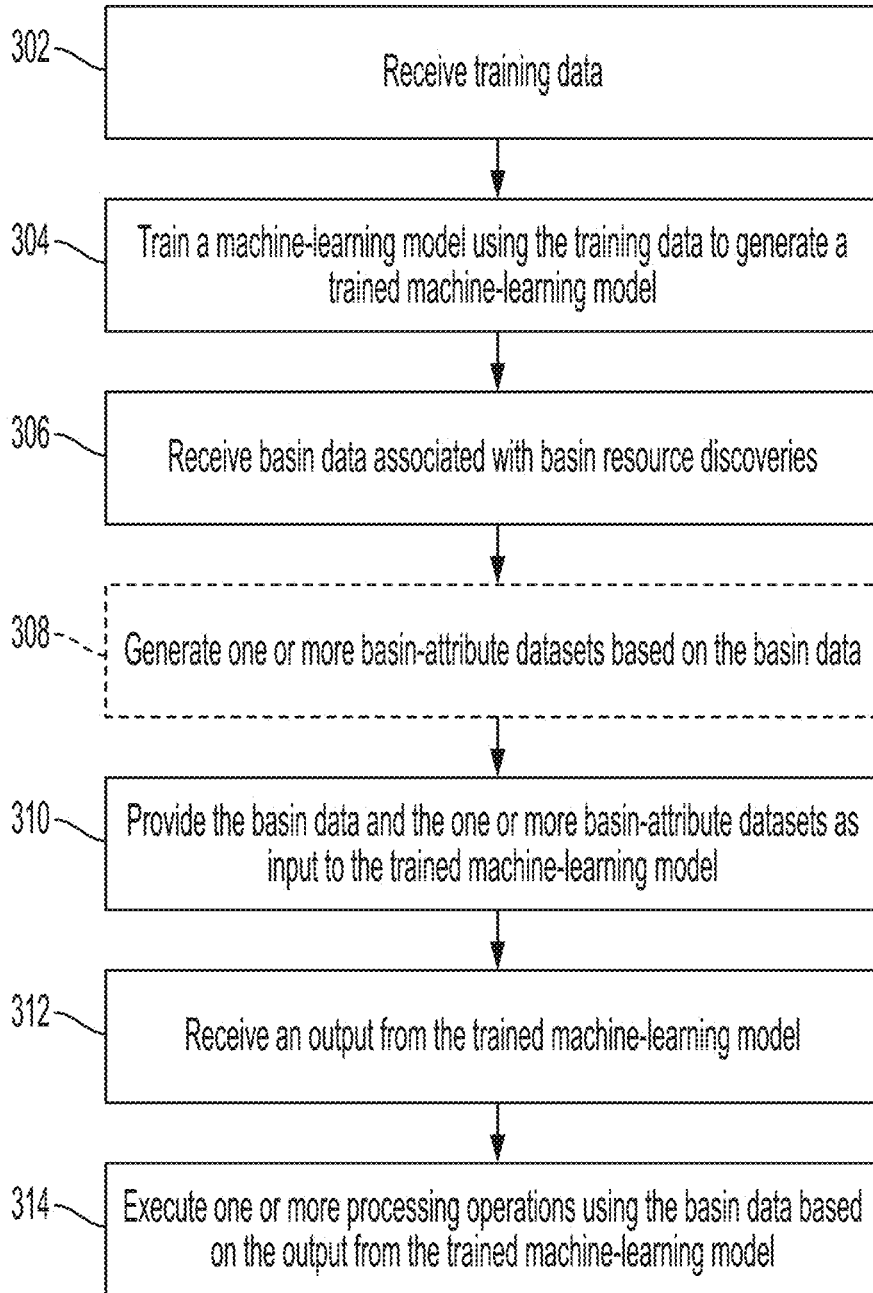 302
Receive training data
304
Train a machine-learning model using the training data to generate a
trained machine-learning model
306
Receive basin data associated with basin resource discoveries
308
Generate one or more basin-attribute datasets based on the basin data
310
Provide the basin data and the one or more basin-attribute datasets as
input to the trained machine-learning model
312
Receive an output from the trained machine-learning model
314
Execute one or more processing operations using the basin data based
on the output from the trained machine-learning model